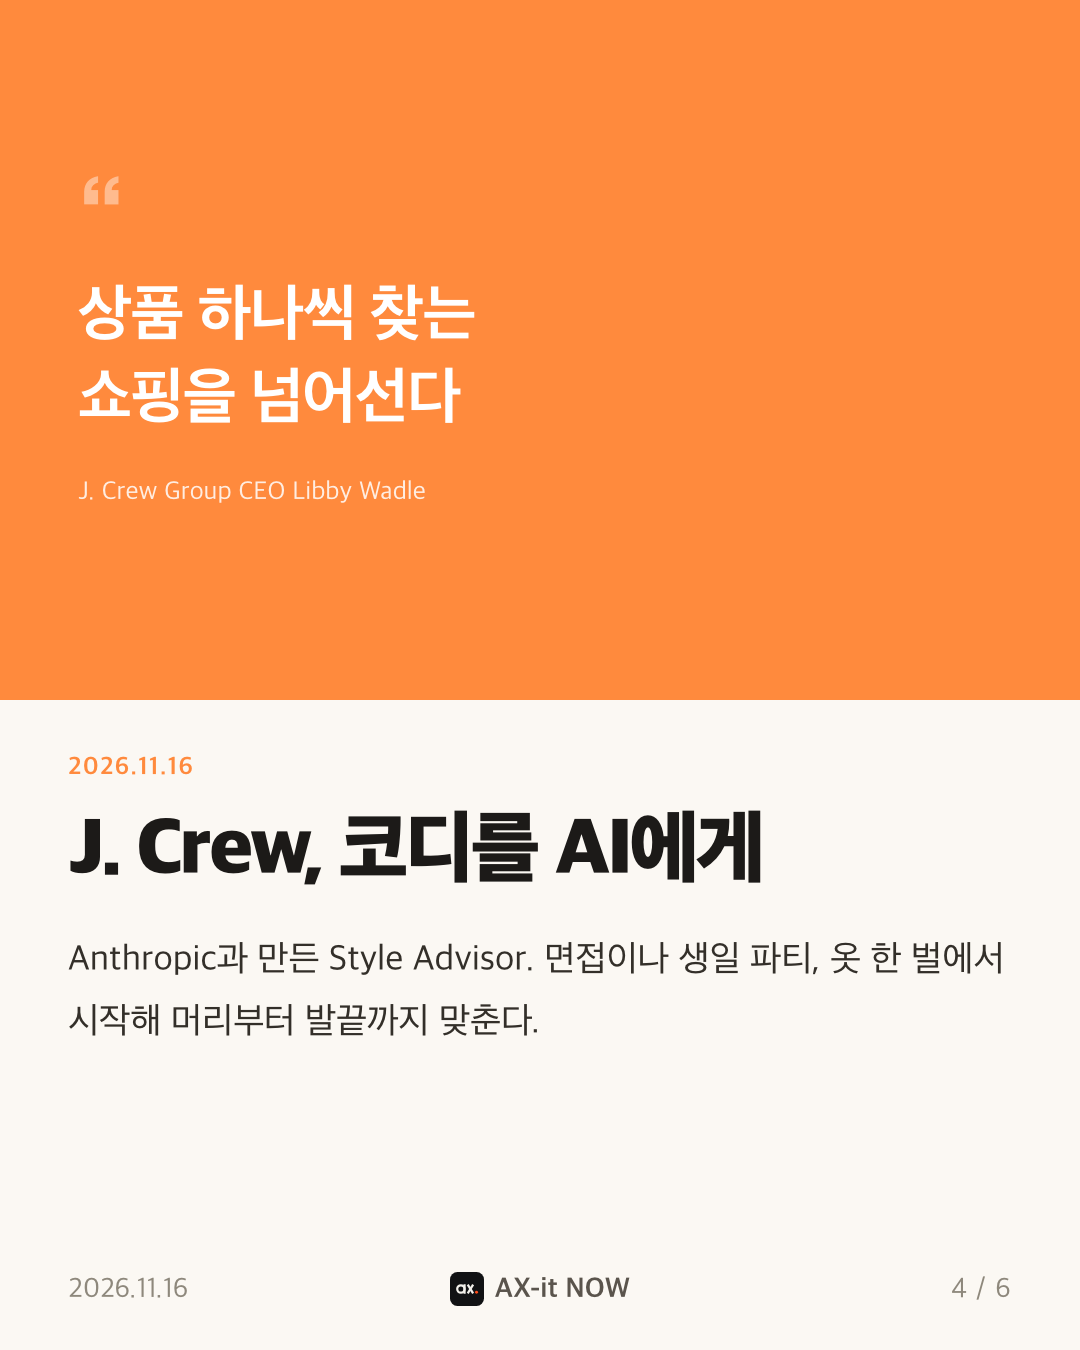 “
상품 하나씩 찾는
쇼핑을 넘어선다
J. Crew Group CEO Libby Wadle
2026.11.16
J. Crew, 코디를 AI에게
Anthropic과 만든 Style Advisor. 면접이나 생일 파티, 옷 한 벌에서
시작해 머리부터 발끝까지 맞춘다.
2026.11.16
ax. AX-it NOW
4 / 6